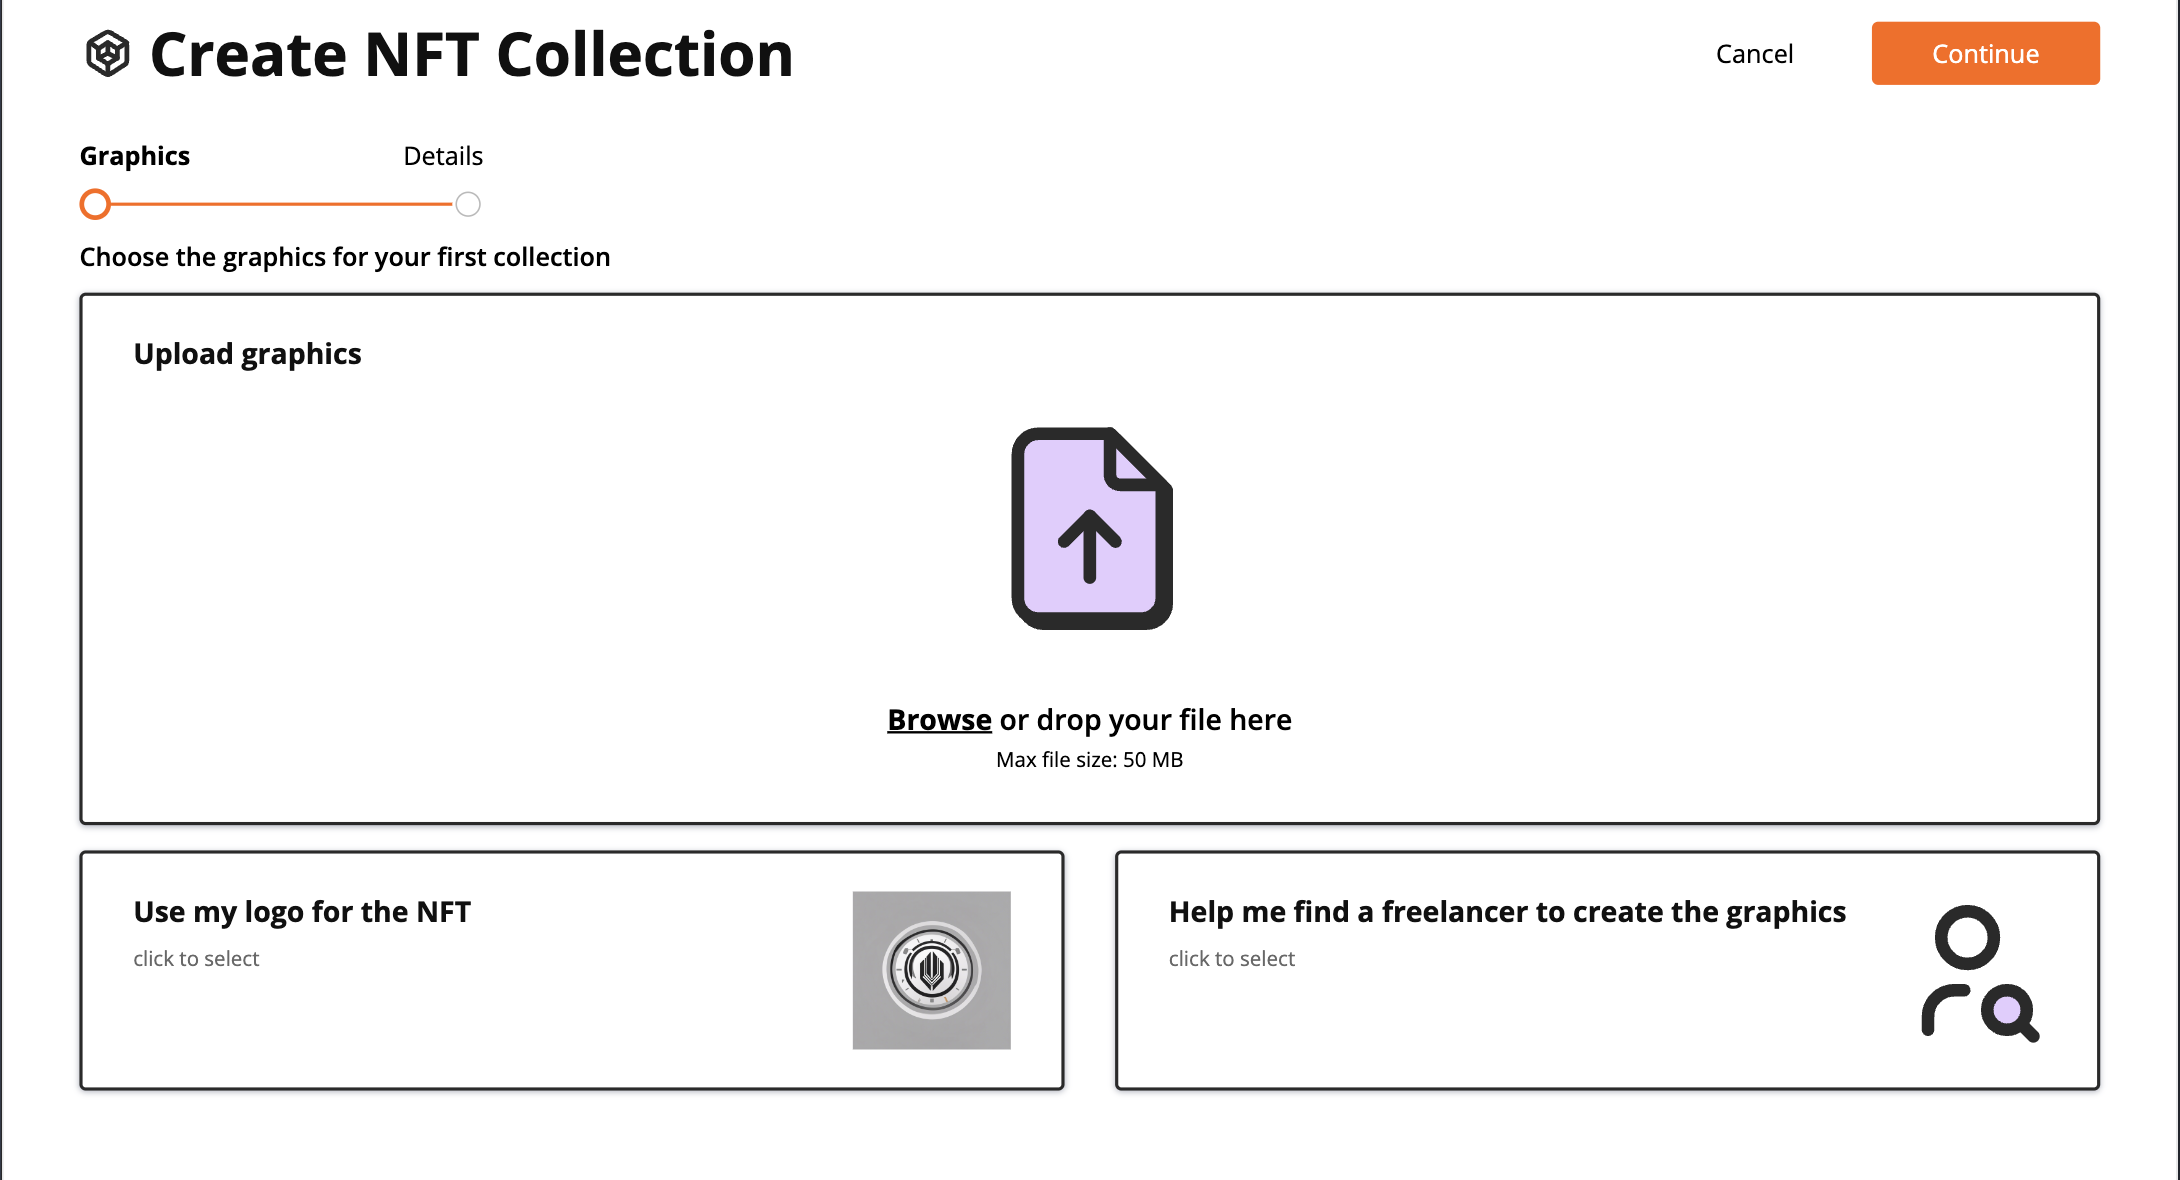 Create NFT Collection
Cancel
Continue
Graphics
Details
Choose the graphics for your first collection
Upload graphics
Browse or drop your file here
Max file size: 50 MB
Use my logo for the NFT
click to select
Help me find a freelancer to create the graphics
click to select